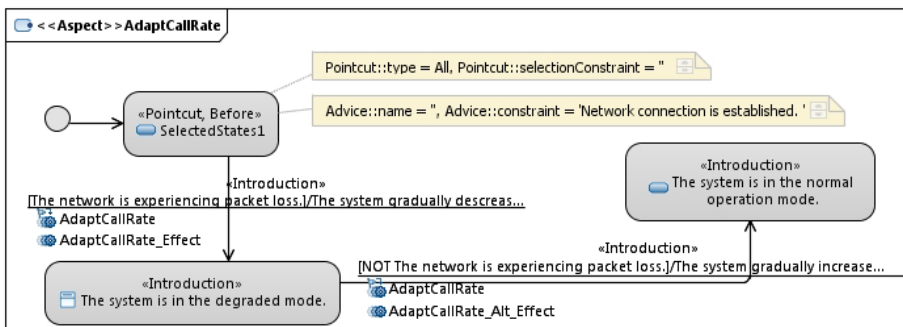 <<Aspect>>AdaptCallRate
Pointcut::type = All, Pointcut::selectionConstraint = ''
«Pointcut, Before»
SelectedStates1
Advice::name = '', Advice::constraint = 'Network connection is established. '
«Introduction»
[The network is experiencing packet loss.]/The system gradually descreas...
AdaptCallRate
AdaptCallRate_Effect
«Introduction»
The system is in the normal
operation mode.
«Introduction»
[NOT The network is experiencing packet loss.]/The system gradually increase...
AdaptCallRate
AdaptCallRate_Alt_Effect
«Introduction»
The system is in the degraded mode.